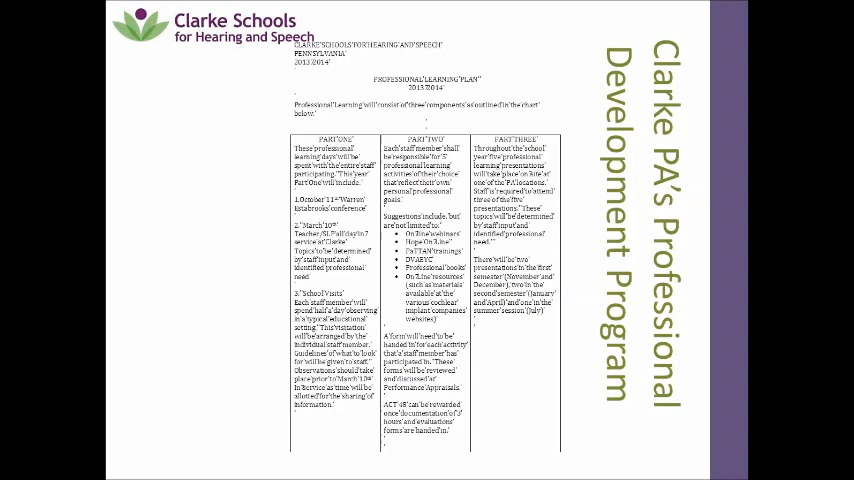 Clarke Schools
for Hearing and Speech
Clarke PA's Professional
Development Program
CLARKE'SCHOOLS'FOR'HEARING'AND'SPEECH'
PENNSYLVANIA'
2013?2014'
PROFESSIONAL'LEARNING'PLAN''
2013?2014'
Professional'Learning'will'consist'of'three'components'as'outlined'in'the'chart'
below.'
PART'ONE'
These'professional'
learning'days'will'be'
spent'with'the'entire'staff'
participating.''This'year'
Part'One'will'include.'
1.October'11th'Warren'
Estabrooks'conference'
2.''March'10th'
Teacher/SLP'all'day'in?
service'at'Clarke'
Topics'to'be'determined'
by'staff'input'and'
identified'professional'
need'
3.''School'Visits'
Each'staff'member'will'
spend'half'a'day'observing'
in'a'typical'educational'
setting.''This'visitation'
will'be'arranged'by'the'
individual'staff'member.'
Guidelines'of'what'to'look'
for'will'be'given'to'staff.''
Observations'should'take'
place'prior'to'March'10th'
In?Service'as'time'will'be'
allotted'for'the'sharing'of'
information.'
PART'TWO'
Each'staff'member'shall'
be'responsible'for'5'
professional'learning'
activities'of'their'choice'
that'reflect'their'own'
personal'professional'
goals.'
Suggestions'include,'but'
are'not'limited'to:'
• On?line'webinars'
• Hope'On?Line''
• PaTTAN'trainings'
• DVAEYC'
• Professional'books'
• On?Line'resources'
(such'as'materials'
available'at'the'
various'cochlear'
implant'companies'
websites)'
A'form'will'need'to'be'
handed'in'for'each'activity'
that'a'staff'member'has'
participated'in.''These'
forms'will'be'reviewed'
and'discussed'at'
Performance'Appraisals.'
ACT'48'can'be'rewarded'
once'documentation'of'3'
hours'and'evaluations'
forms'are'handed'in.'
PART'THREE'
Throughout'the'school'
year'five'professional'
learning'presentations'
will'take'place'on?site'at'
one'of'the'PA'locations.'
Staff'is'required'to'attend'
three'of'the'five'
presentations.''These'
topics'will'be'determined'
by'staff'input'and'
identified'professional'
need.''
There'will'be'two'
presentations'in'the'first'
semester'(November'and'
December),'two'in'the'
second'semester'(January'
and'April)'and'one'in'the'
summer'session'(July)'